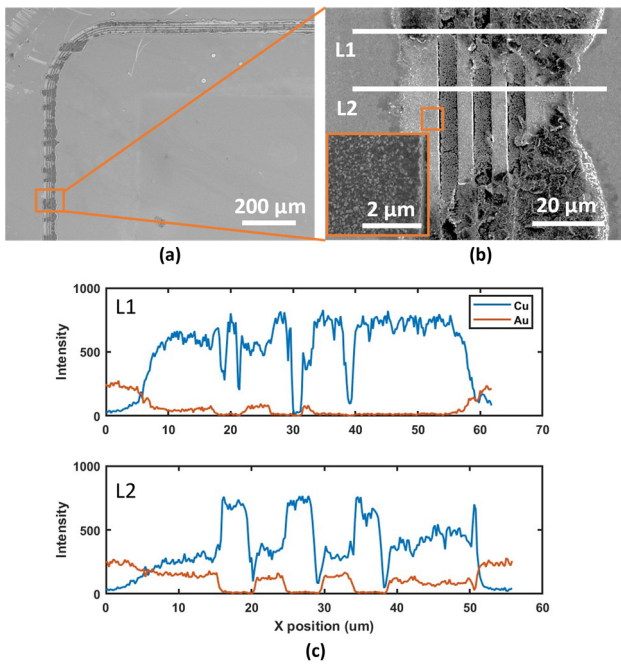 L1
L2
200 µm
2 µm
20 µm
(a)
(b)
L1
Cu
Au
Intensity
1000
500
0
0 10 20 30 40 50 60 70
L2
Intensity
1000
500
0
0 10 20 30 40 50 60
X position (um)
(c)